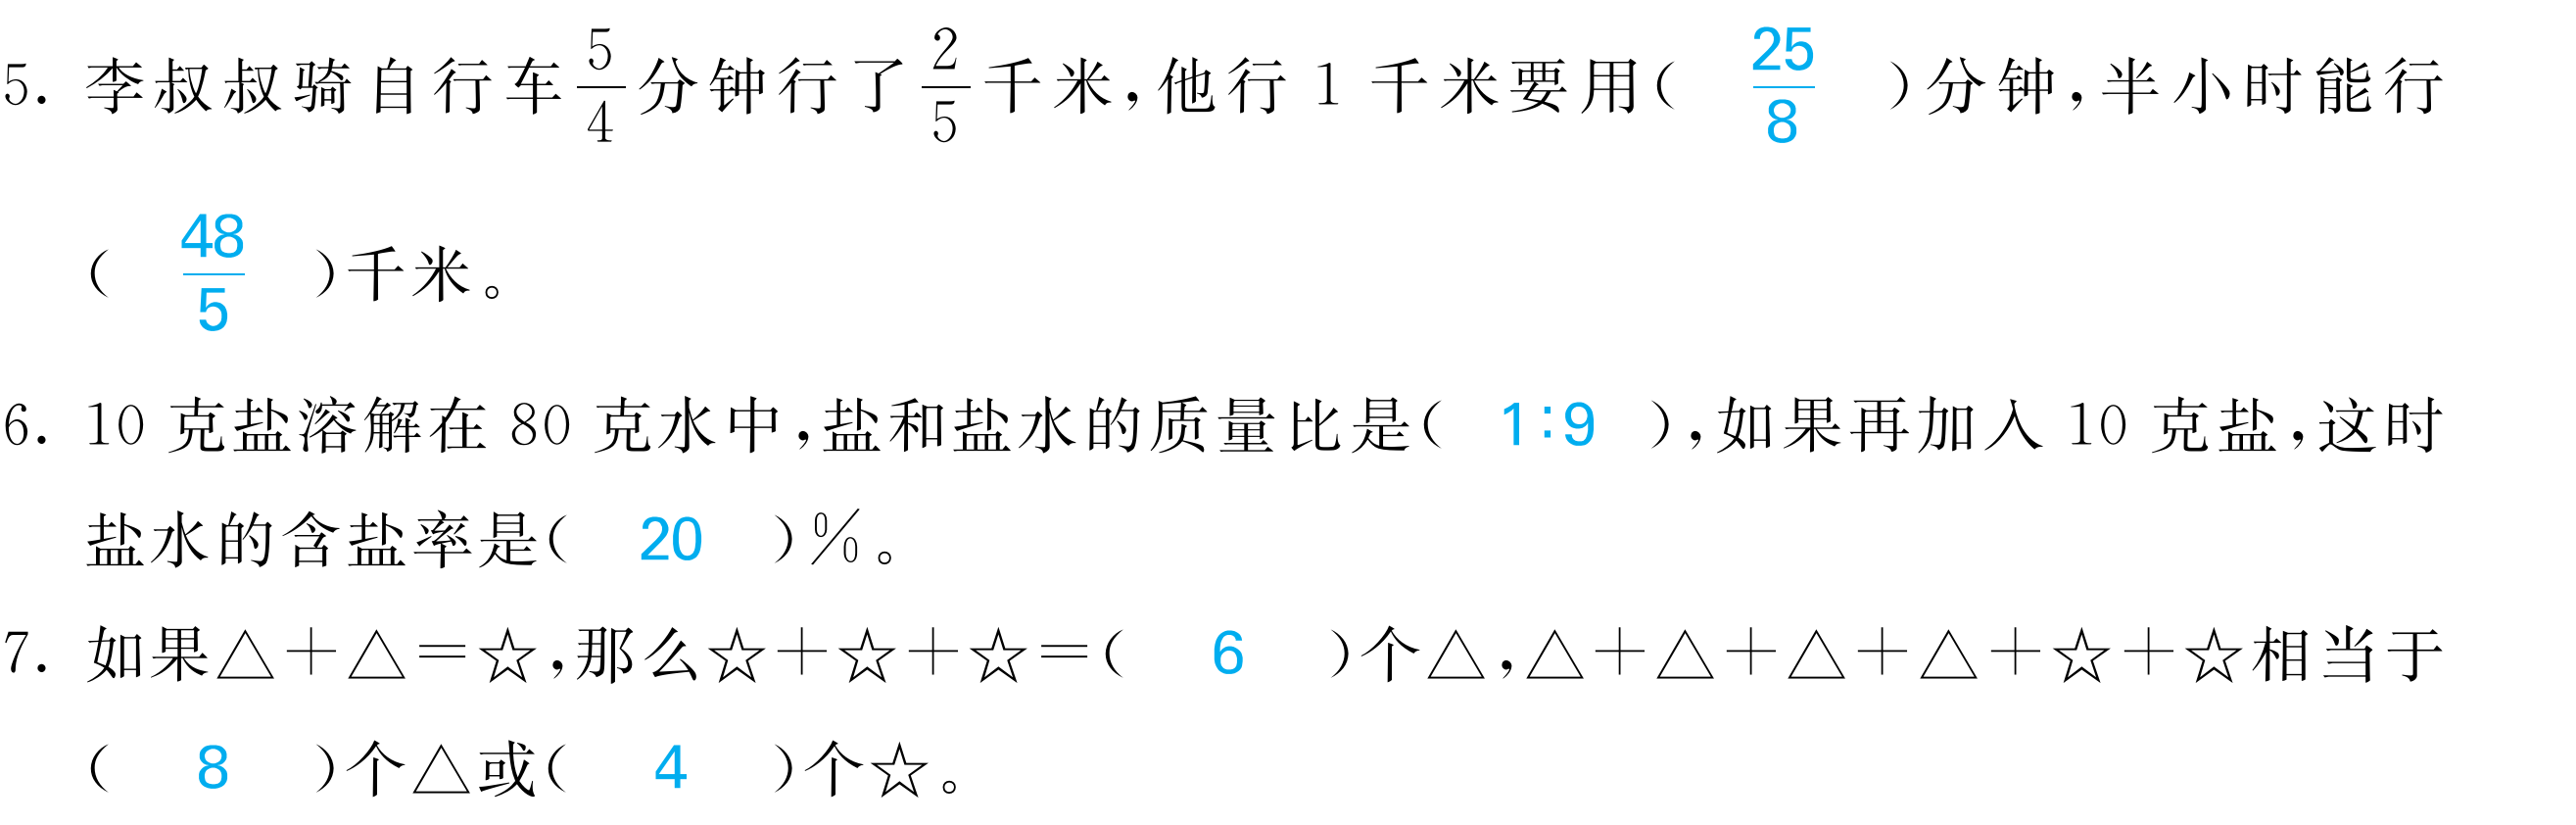 5. 李叔叔骑自行车5/4分钟行了2/5千米,他行1千米要用( 25/8 )分钟,半小时能行
( 48/5 )千米。
6. 10克盐溶解在80克水中,盐和盐水的质量比是( 1:9 ),如果再加入10克盐,这时
盐水的含盐率是( 20 )%。
7. 如果△+△=☆,那么☆+☆+☆=( 6 )个△,△+△+△+△+☆+☆相当于
( 8 )个△或( 4 )个☆。